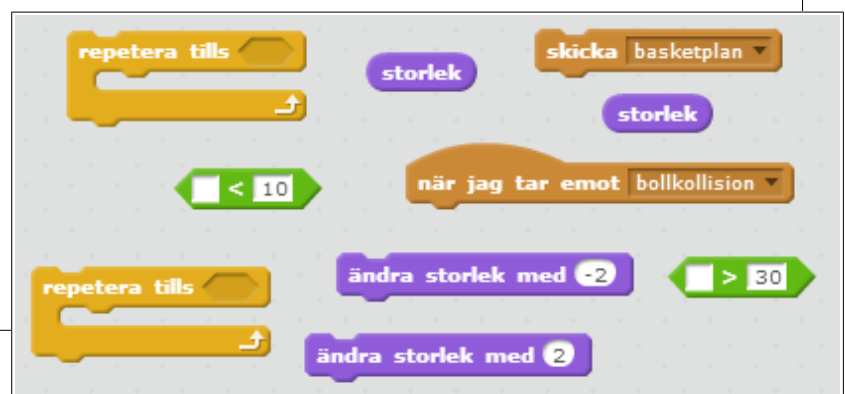 repetera tills
storlek
skicka basketplan
storlek
< 10
när jag tar emot bollkollision
repetera tills
ändra storlek med -2
> 30
ändra storlek med 2